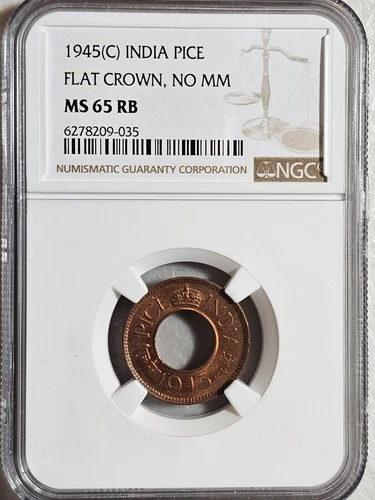 1945(C) INDIA PICE
FLAT CROWN, NO MM
MS 65 RB
6278209-035
NUMISMATIC GUARANTY CORPORATION
NGC
PICE INDIA
1945